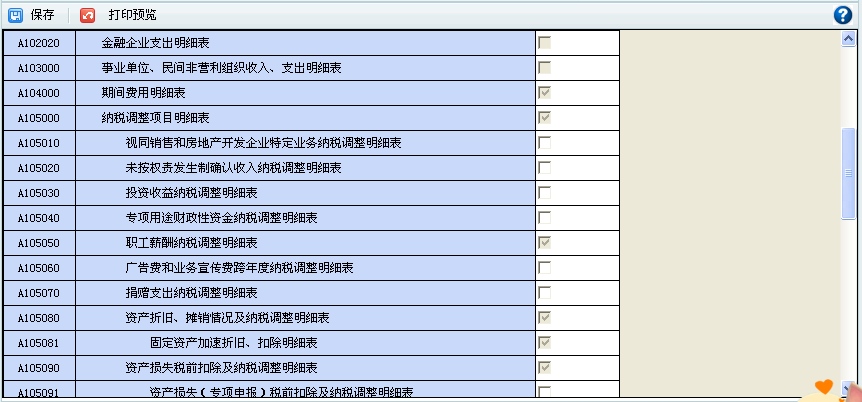 保存 打印预览
A102020 金融企业支出明细表
A103000 事业单位、民间非营利组织收入、支出明细表
A104000 期间费用明细表
A105000 纳税调整项目明细表
A105010 视同销售和房地产开发企业特定业务纳税调整明细表
A105020 未按权责发生制确认收入纳税调整明细表
A105030 投资收益纳税调整明细表
A105040 专项用途财政性资金纳税调整明细表
A105050 职工薪酬纳税调整明细表
A105060 广告费和业务宣传费跨年度纳税调整明细表
A105070 捐赠支出纳税调整明细表
A105080 资产折旧、摊销情况及纳税调整明细表
A105081 固定资产加速折旧、扣除明细表
A105090 资产损失税前扣除及纳税调整明细表
A105091 资产损失(专项申报)税前扣除及纳税调整明细表